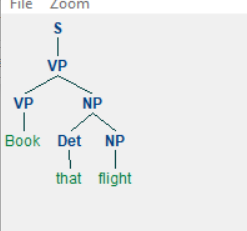 File Zoom
S
VP
VP NP
Book Det NP
that flight